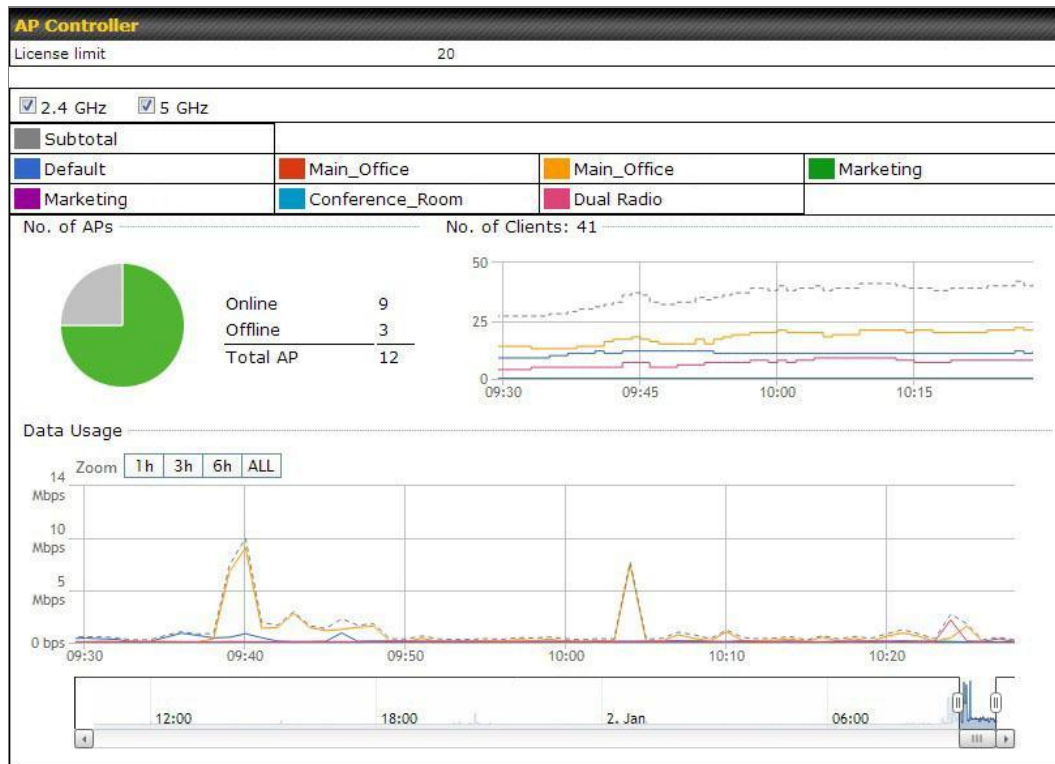 AP Controller
License limit 20
2.4 GHz 5 GHz
Subtotal
Default Main_Office Main_Office Marketing
Marketing Conference_Room Dual Radio
No. of APs No. of Clients: 41
Online 9
Offline 3
Total AP 12
50
25
0
09:30 09:45 10:00 10:15
Data Usage
Zoom 1h 3h 6h ALL
14
Mbps
10
Mbps
5
Mbps
0 bps
09:30 09:40 09:50 10:00 10:10 10:20
12:00 18:00 2. Jan 06:00